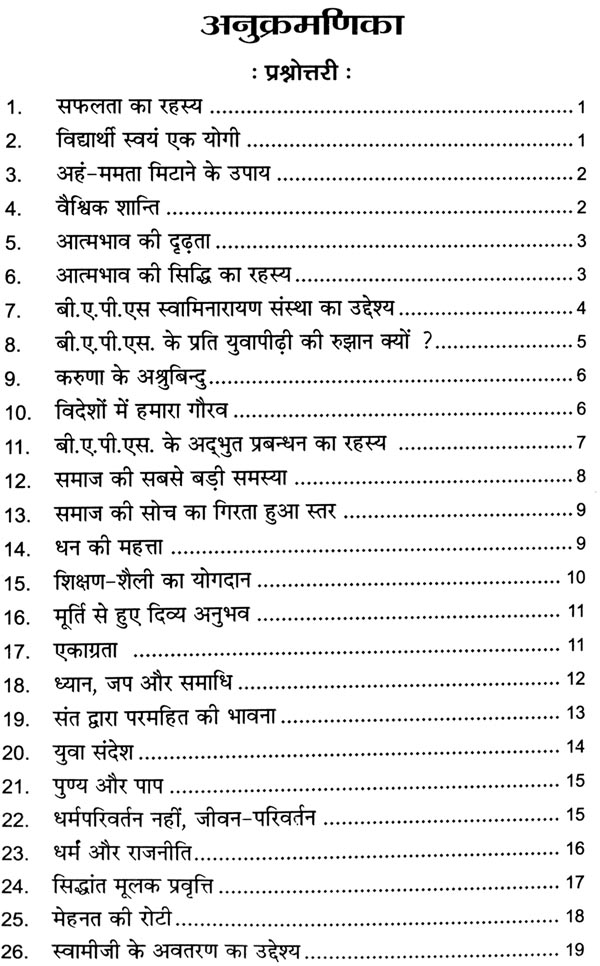 अनुक्रमणिका
: प्रश्नोत्तरी :
1. सफलता का रहस्य ........ 1
2. विद्यार्थी स्वयं एक योगी ........ 1
3. अहं-ममता मिटाने के उपाय ........ 2
4. वैश्विक शान्ति ........ 2
5. आत्मभाव की दृढ़ता ........ 3
6. आत्मभाव की सिद्धि का रहस्य ........ 3
7. बी.ए.पी.एस स्वामिनारायण संस्था का उद्देश्य ........ 4
8. बी.ए.पी.एस. के प्रति युवापीढ़ी की रुझान क्यों ? ........ 5
9. करुणा के अश्रुबिन्दु ........ 6
10. विदेशों में हमारा गौरव ........ 6
11. बी.ए.पी.एस. के अद्‌भुत प्रबन्धन का रहस्य ........ 7
12. समाज की सबसे बड़ी समस्या ........ 8
13. समाज की सोच का गिरता हुआ स्तर ........ 9
14. धन की महत्ता ........ 9
15. शिक्षण-शैली का योगदान ........ 10
16. मूर्ति से हुए दिव्य अनुभव ........ 11
17. एकाग्रता ........ 11
18. ध्यान, जप और समाधि ........ 12
19. संत द्वारा परमहित की भावना ........ 13
20. युवा संदेश ........ 14
21. पुण्य और पाप ........ 15
22. धर्मपरिवर्तन नहीं, जीवन-परिवर्तन ........ 15
23. धर्मं और राजनीति ........ 16
24. सिद्धांत मूलक प्रवृत्ति ........ 17
25. मेहनत की रोटी ........ 18
26. स्वामीजी के अवतरण का उद्देश्य ........ 19